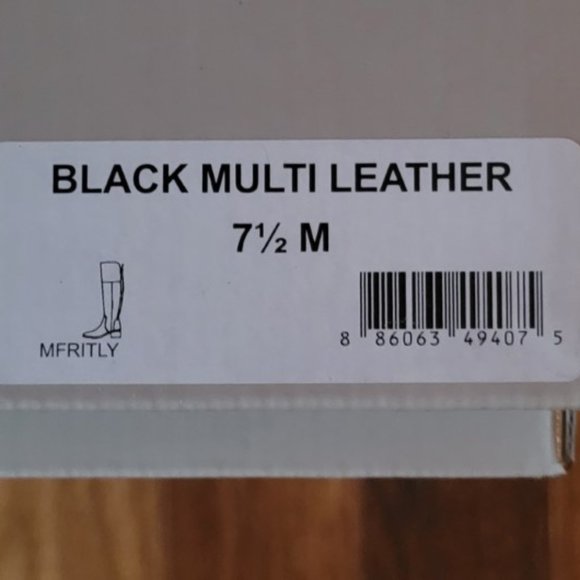 BLACK MULTI LEATHER
7½ M
MFRITLY
8 86063 49407 5